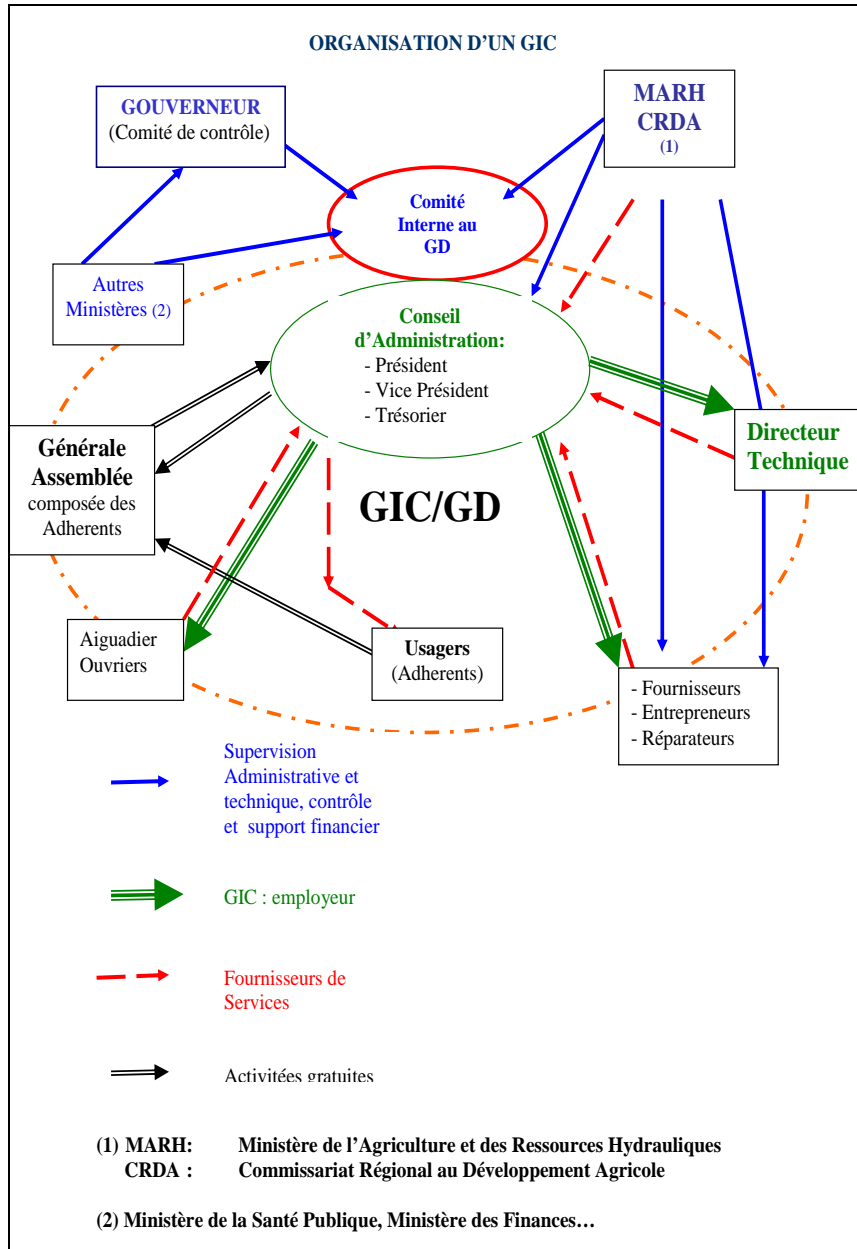 ORGANISATION D'UN GIC
GOUVERNEUR
(Comité de contrôle)
MARH
CRDA
(1)
Comité
Interne au
GD
Autres
Ministères (2)
Conseil
d'Administration:
- Président
- Vice Président
- Trésorier
Générale
Assemblée
composée des
Adherents
Directeur
Technique
GIC/GD
Aiguadier
Ouvriers
Usagers
(Adherents)
- Fournisseurs
- Entrepreneurs
- Réparateurs
Supervision
Administrative et
technique, contrôle
et support financier
GIC : employeur
Fournisseurs de
Services
Activitées gratuites
(1) MARH: Ministère de l'Agriculture et des Ressources Hydrauliques
CRDA : Commissariat Régional au Développement Agricole
(2) Ministère de la Santé Publique, Ministère des Finances…